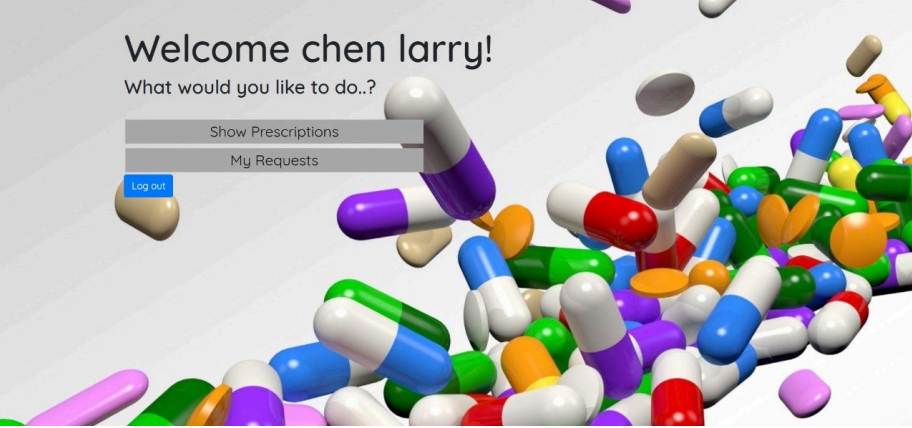 Welcome chen larry!
What would you like to do..?
Show Prescriptions
My Requests
Log out